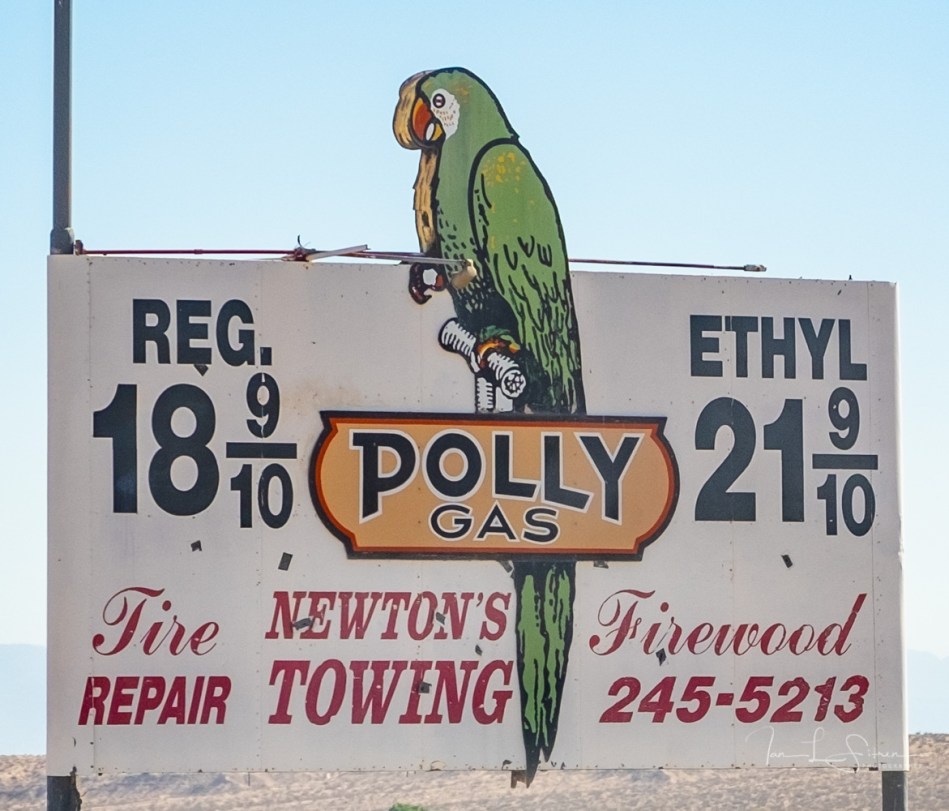 REG.
18 9/10
ETHYL
21 9/10
POLLY
GAS
Tire
REPAIR
NEWTON'S
TOWING
Firewood
245-5213